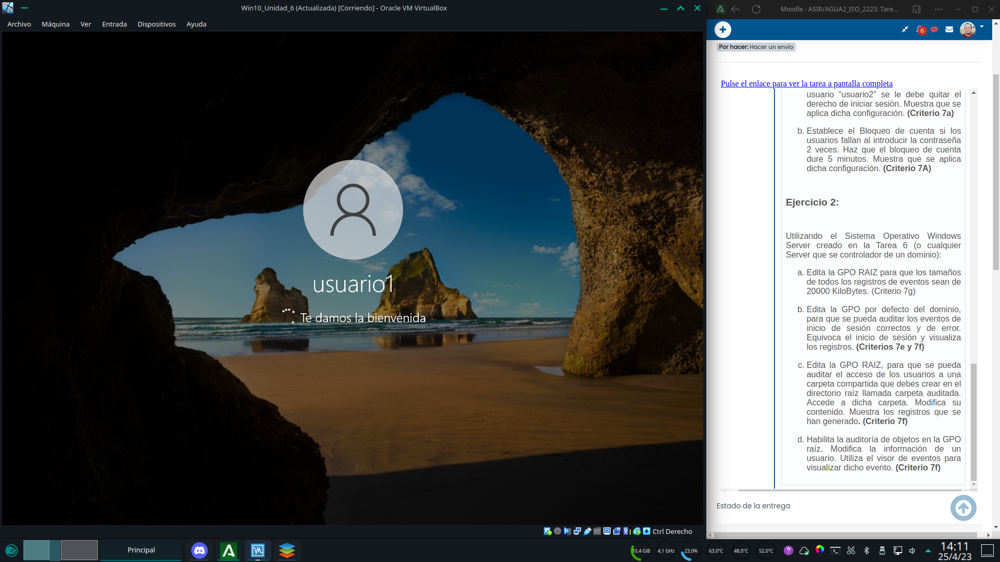 Win10_Unidad_6 (Actualizada) [Corriendo] - Oracle VM VirtualBox
Archivo Máquina Ver Entrada Dispositivos Ayuda
usuario1
Te damos la bienvenida
Ctrl Derecho
Moodle - ASIR/AGUA2_ISO_2223: Tare...
6
Por hacer: Hacer un envío
Pulse el enlace para ver la tarea a pantalla completa
usuario “usuario2” se le debe quitar el
derecho de iniciar sesión. Muestra que se
aplica dicha configuración. (Criterio 7a)
b. Establece el Bloqueo de cuenta si los
usuarios fallan al introducir la contraseña
2 veces. Haz que el bloqueo de cuenta
dure 5 minutos. Muestra que se aplica
dicha configuración. (Criterio 7A)
Ejercicio 2:
Utilizando el Sistema Operativo Windows
Server creado en la Tarea 6 (o cualquier
Server que se controlador de un dominio):
a. Edita la GPO RAIZ para que los tamaños
de todos los registros de eventos sean de
20000 KiloBytes. (Criterio 7g)
b. Edita la GPO por defecto del dominio,
para que se pueda auditar los eventos de
inicio de sesión correctos y de error.
Equivoca el inicio de sesión y visualiza
los registros. (Criterios 7e y 7f)
c. Edita la GPO RAIZ, para que se pueda
auditar el acceso de los usuarios a una
carpeta compartida que debes crear en el
directorio raíz llamada carpeta auditada.
Accede a dicha carpeta. Modifica su
contenido. Muestra los registros que se
han generado. (Criterio 7f)
d. Habilita la auditoría de objetos en la GPO
raíz. Modifica la información de un
usuario. Utiliza el visor de eventos para
visualizar dicho evento. (Criterio 7f)
Estado de la entrega
Principal
10,4 GiB 4,1 GHz 23,0% 63,0°C 48,0°C 52,0°C
14:11
25/4/23